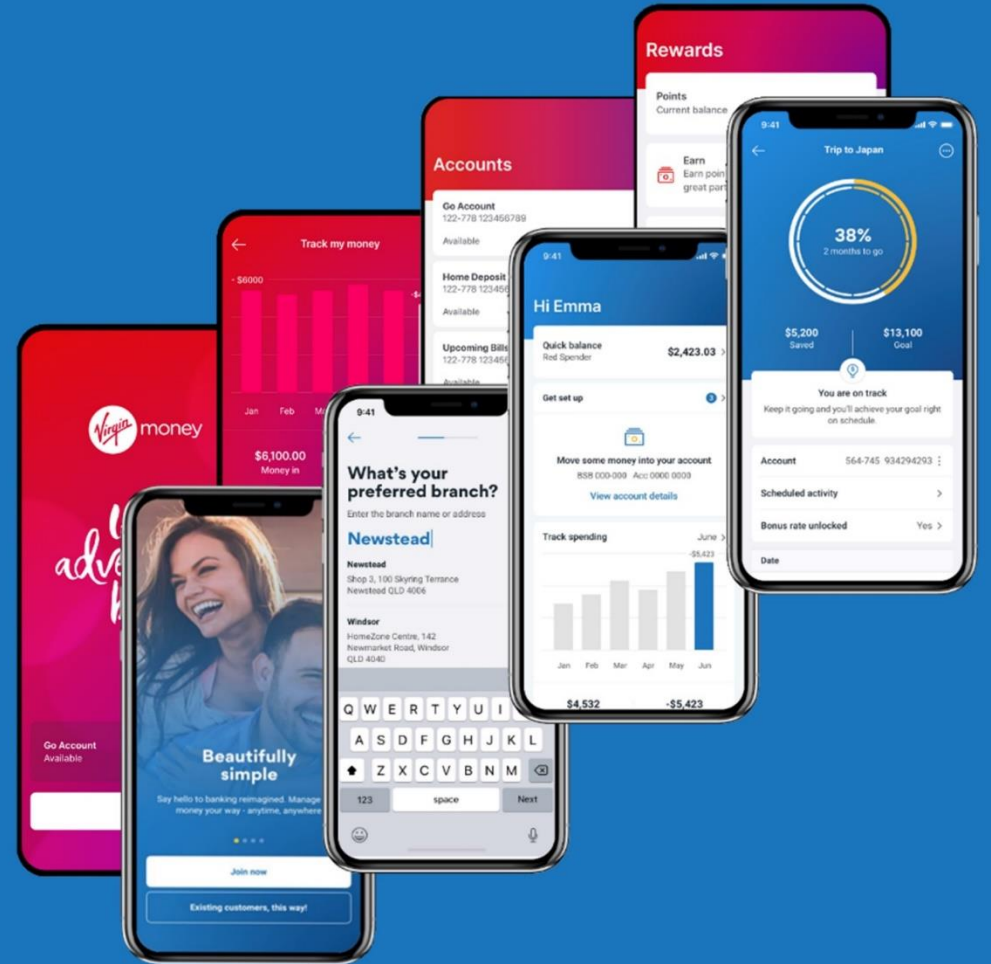 Virgin money
Go Account
Available
Track my money
- $6000
Jan Feb
$6,100.00
Money in
Accounts
Go Account
122-778 123456789
Available
Home Deposit
Available
Upcoming Bills
Available
Rewards
Points
Current balance
Earn
Beautifully
simple
Say hello to banking reimagined. Manage
money your way - anytime, anywhere
Join now
Existing customers, this way!
9:41
What's your
preferred branch?
Enter the branch name or address
Newstead
Newstead
Shop 3, 100 Skyring Terrance
Newstead QLD 4006
Windsor
HomeZone Centre, 142
Newmarket Road, Windsor
QLD 4040
Q W E R T Y U I
A S D F G H J K L
Z X C V B N M
123 space Next
9:41
Hi Emma
Quick balance
Red Spender
$2,423.03
Get set up 3
Move some money into your account
BSB 000-000 Acc 0000 0000
View account details
Track spending June
-$5,423
Jan Feb Mar Apr May Jun
$4,532 -$5,423
9:41
Trip to Japan
38%
2 months to go
$5,200 $13,100
Saved Goal
You are on track
Keep it going and you'll achieve your goal right
on schedule.
Account 564-745 934294293
Scheduled activity
Bonus rate unlocked Yes
Date